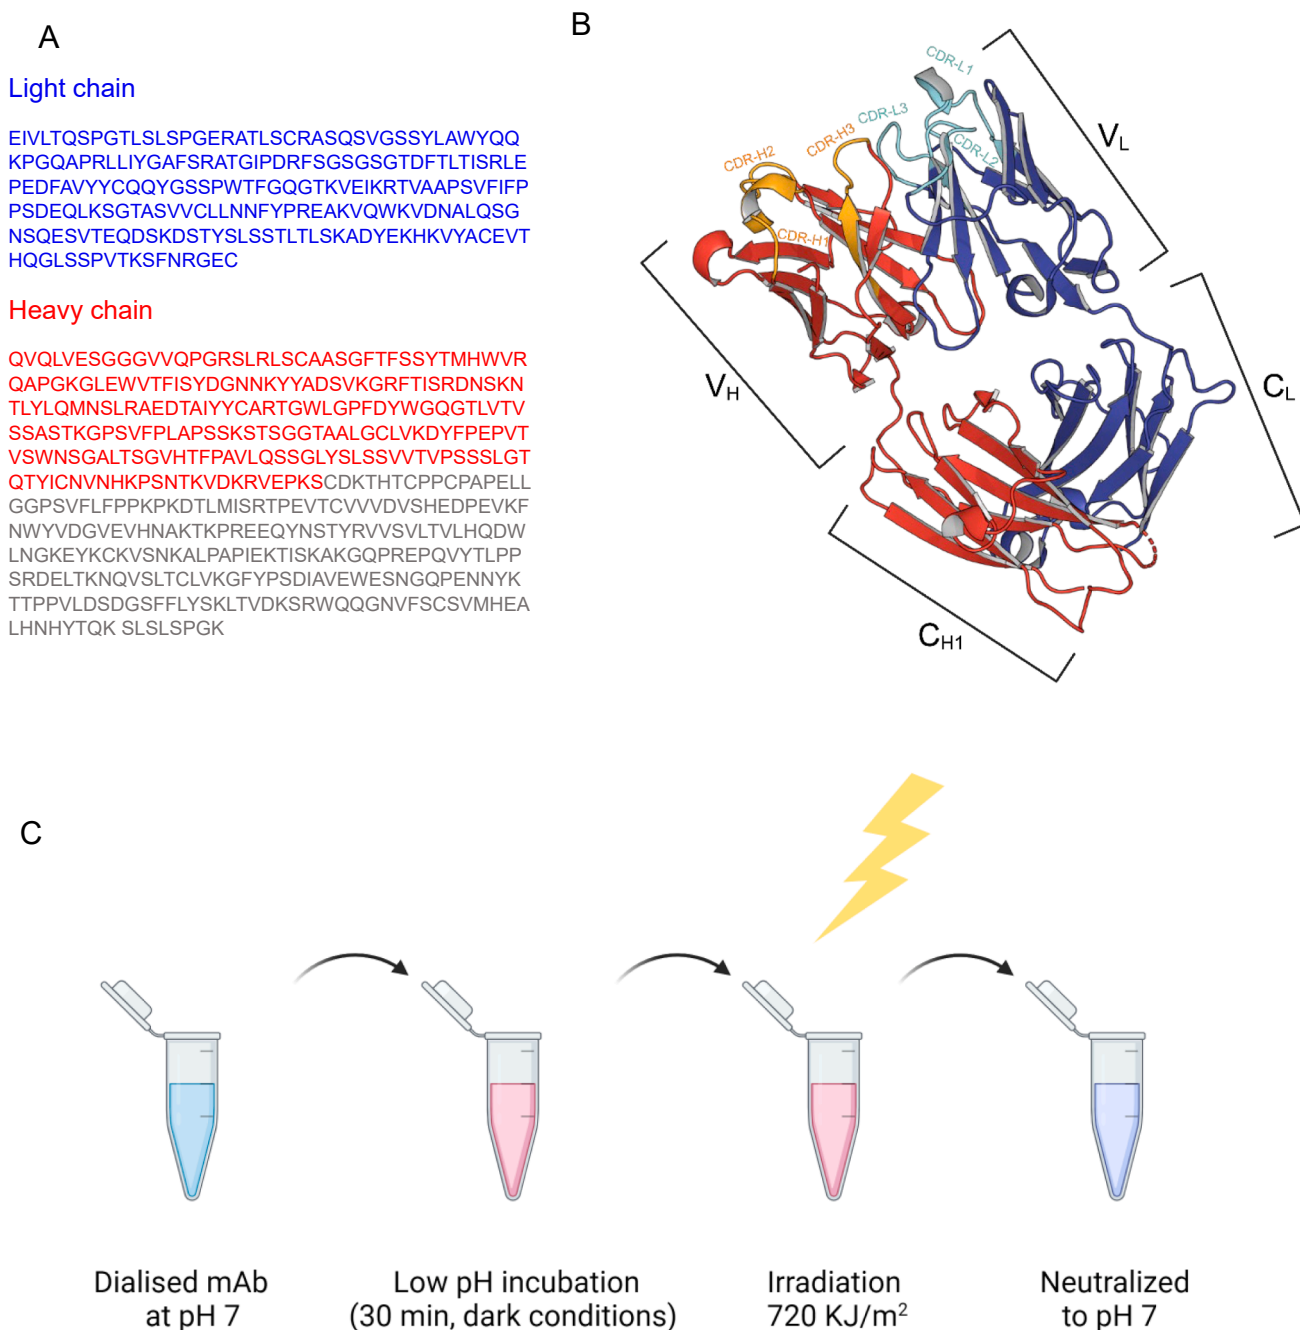 A
Light chain
EIVLTQSPGTLSLSPGERATLSCRASQSVGSSYLAWYQQ
KPGQAPRLLIYGAFSRATGIPDRFSGSGSGTDFTLTISRLE
PEDFAVYYCQQYGSSPWTFGQGTKVEIKRTVAAPSVFIFP
PSDEQLKSGTASVVCLLNNFYPREAKVQWKVDNALQSG
NSQESVTEQDSKDSTYSLSSTLTLSKADYEKHKVYACEVT
HQGLSSPVTKSFNRGEC
Heavy chain
QVQLVESGGGVVQPGRSLRLSCAASGFTFSSYTMHWVR
QAPGKGLEWVTFISYDGNNKYYADSVKGRFTISRDNSKN
TLYLQMNSLRAEDTAIYYCARTGWLGPFDYWGQGTLVTV
SSASTKGPSVFPLAPSSKSTSGGTAALGCLVKDYFPEPVT
VSWNSGALTSGVHTFPAVLQSSGLYSLSSVVTVPSSSLGT
QTYICNVNHKPSNTKVDKRVEPKSCDKTHTCPPCPAPELL
GGPSVFLFPPKPKDTLMISRTPEVTCVVVDVSHEDPEVKF
NWYVDGVEVHNAKTKPREEQYNSTYRVVSVLTVLHQDW
LNGKEYKCKVSNKALPAPIEKTISKAKGQPREPQVYTLPP
SRDELTKNQVSLTCLVKGFYPSDIAVEWESNGQPENNYK
TTPPVLDSDGSFFLYSKLTVDKSRWQQGNVFSCSVMHEA
LHNHYTQK SLSLSPGK
B
CDR-L1
CDR-L3
CDR-L2
CDR-H3
CDR-H2
CDR-H1
VL
VH
CL
CH1
C
Dialised mAb
at pH 7
Low pH incubation
(30 min, dark conditions)
Irradiation
720 KJ/m²
Neutralized
to pH 7